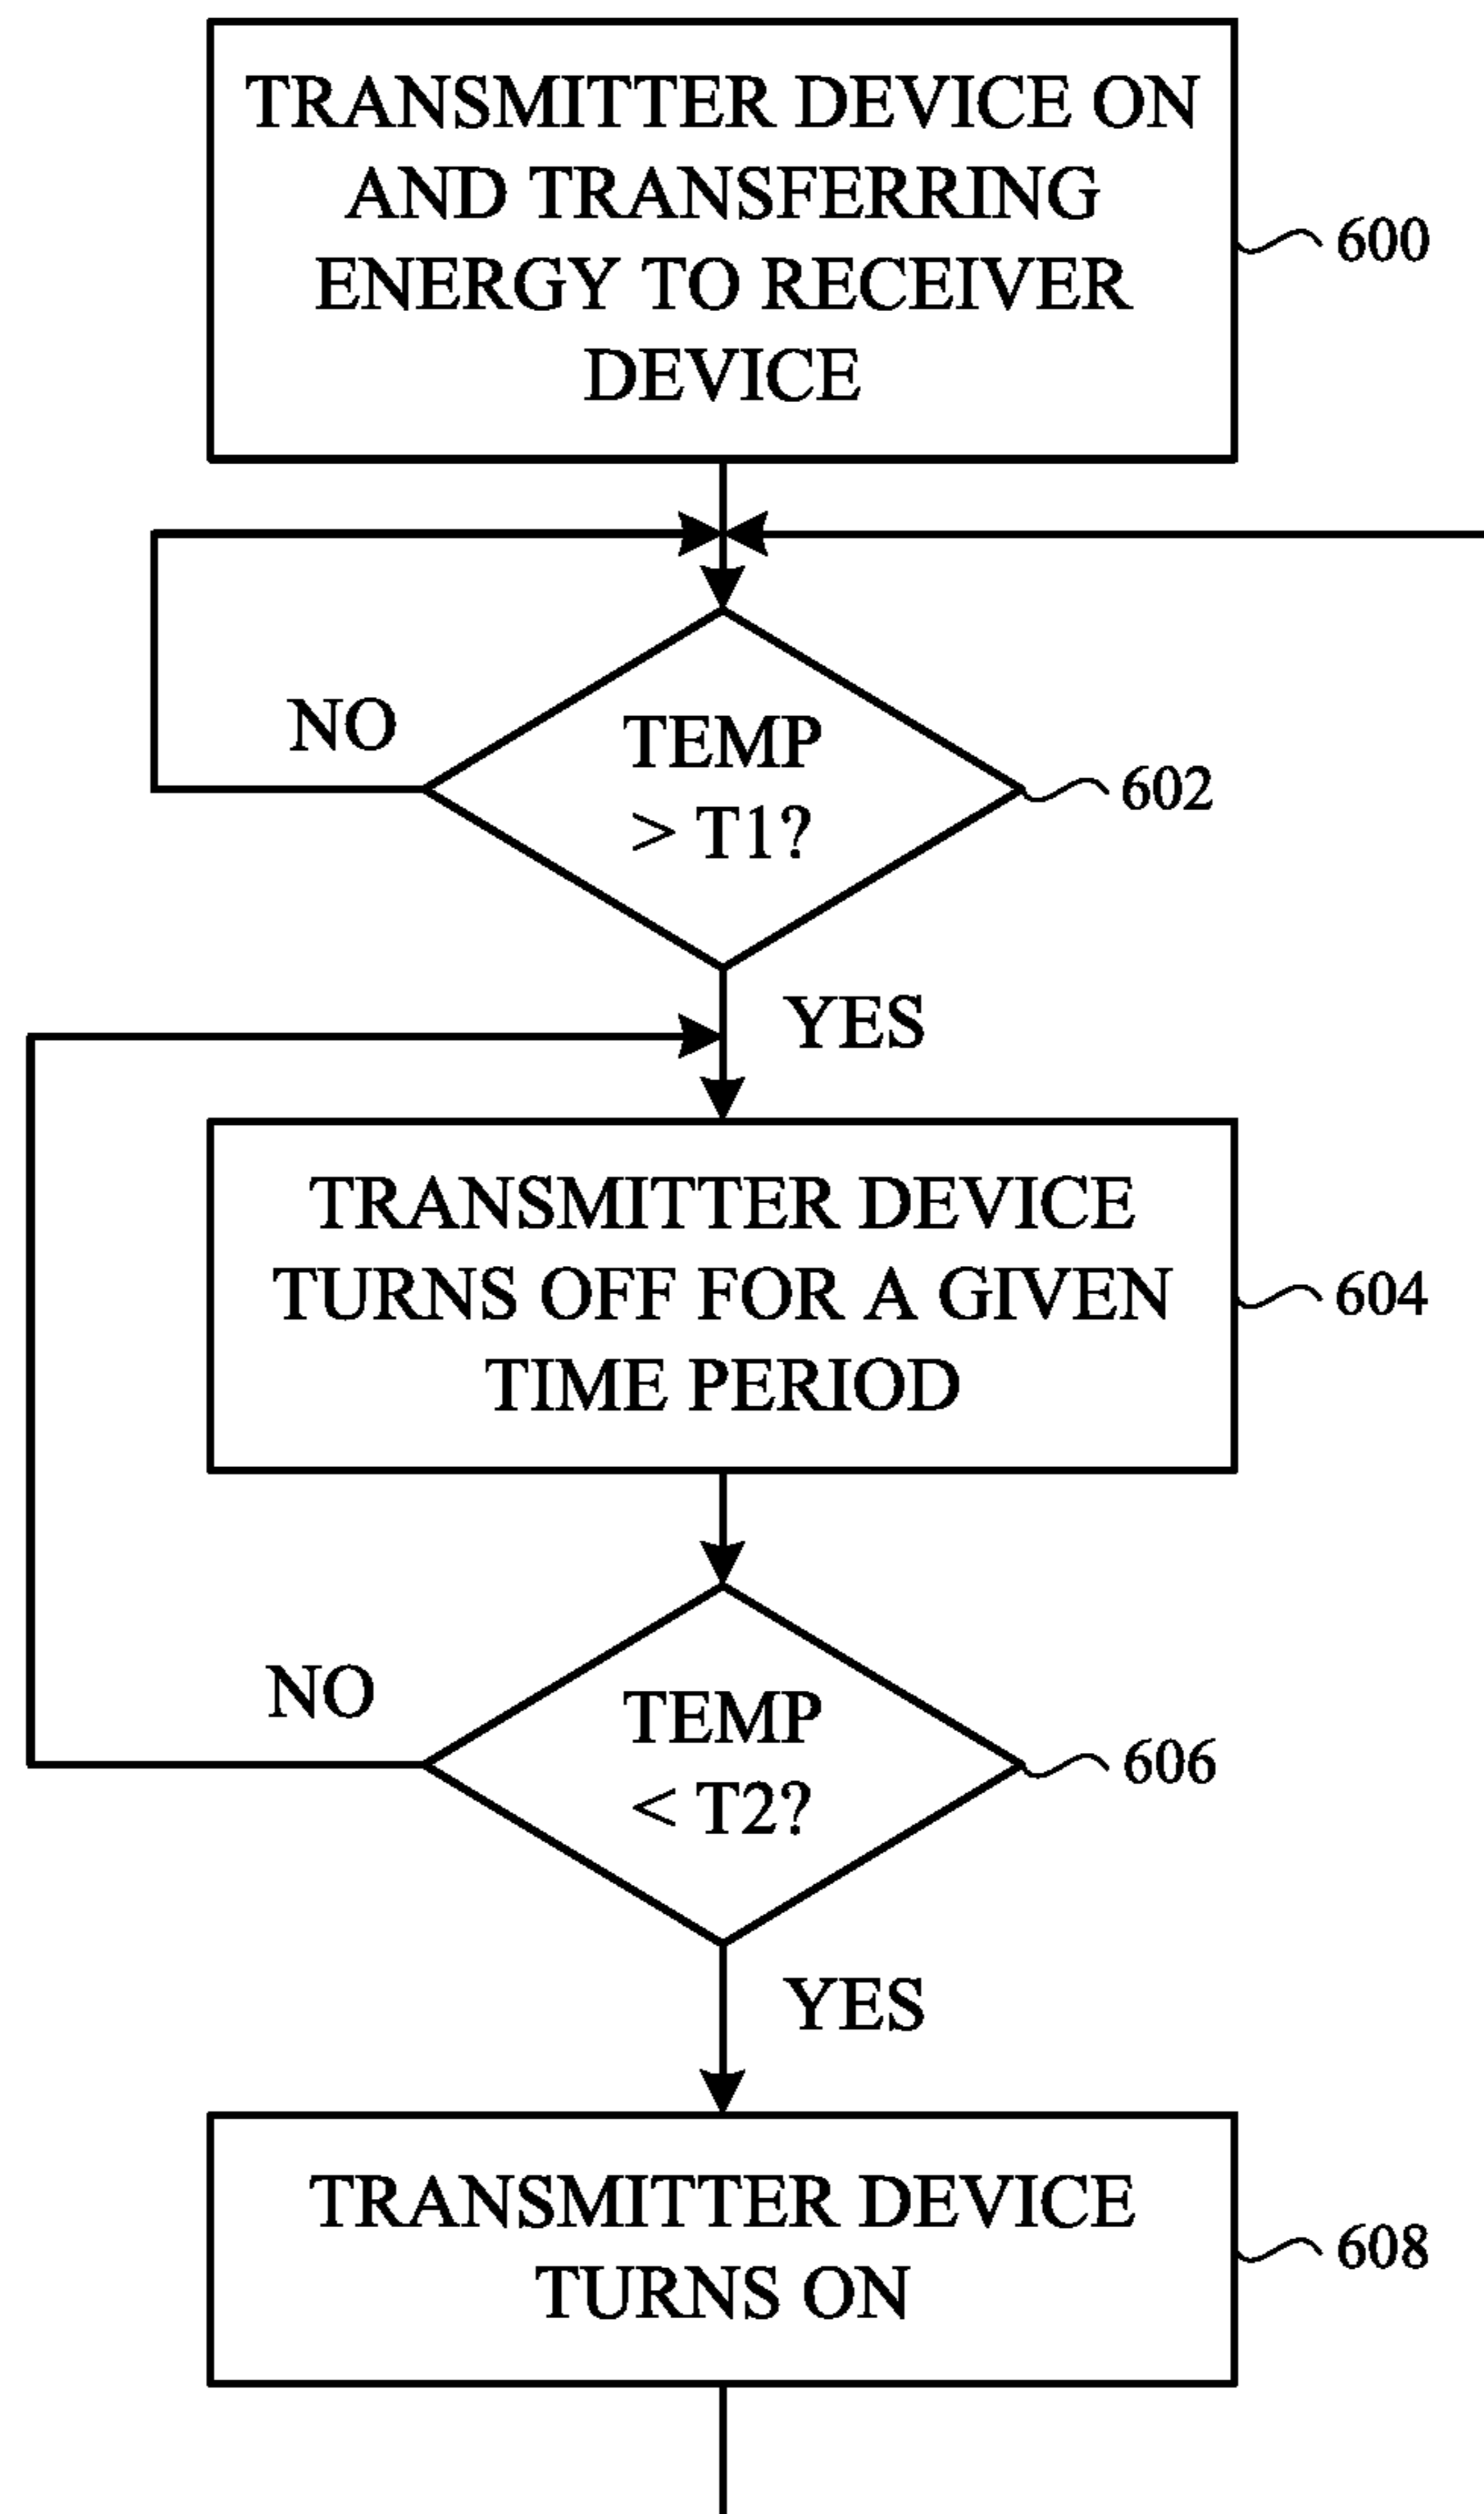 TRANSMITTER DEVICE ON
AND TRANSFERRING
ENERGY TO RECEIVER
DEVICE
600
NO
TEMP
> T1?
602
YES
TRANSMITTER DEVICE
TURNS OFF FOR A GIVEN
TIME PERIOD
604
NO
TEMP
< T2?
606
YES
TRANSMITTER DEVICE
TURNS ON
608